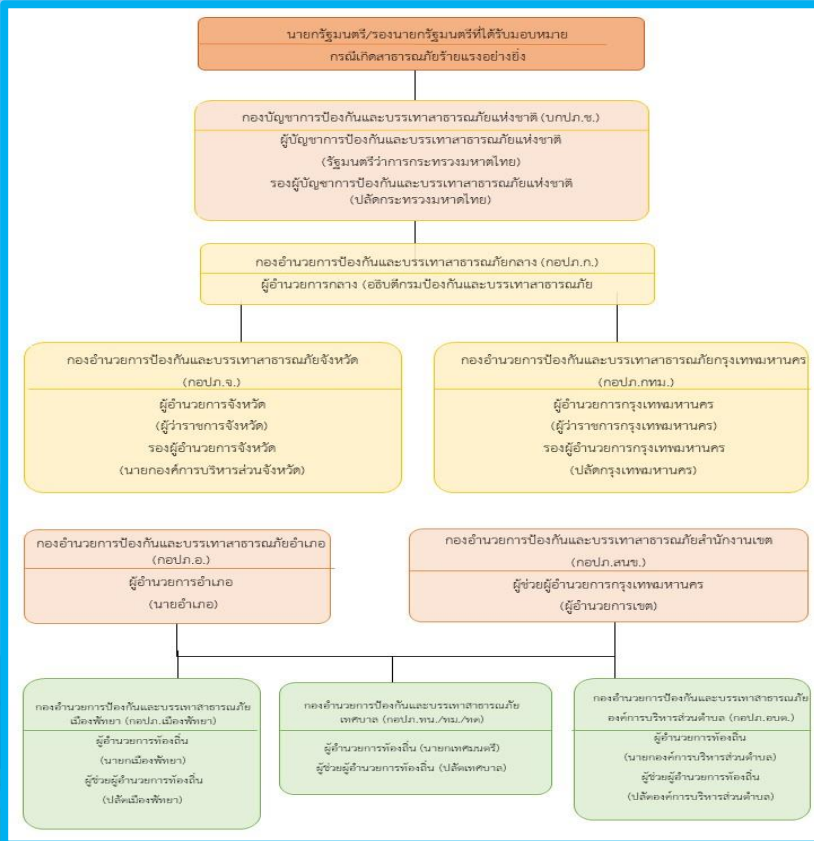 นายกรัฐมนตรี/รองนายกรัฐมนตรีที่ได้รับมอบหมาย
กรณีเกิดสาธารณภัยร้ายแรงอย่างยิ่ง
กองบัญชาการป้องกันและบรรเทาสาธารณภัยแห่งชาติ (บกปภ.ช.)
ผู้บัญชาการป้องกันและบรรเทาสาธารณภัยแห่งชาติ
(รัฐมนตรีว่าการกระทรวงมหาดไทย)
รองผู้บัญชาการป้องกันและบรรเทาสาธารณภัยแห่งชาติ
(ปลัดกระทรวงมหาดไทย)
กองอำนวยการป้องกันและบรรเทาสาธารณภัยกลาง (กอปภ.ก.)
ผู้อำนวยการกลาง (อธิบดีกรมป้องกันและบรรเทาสาธารณภัย
กองอำนวยการป้องกันและบรรเทาสาธารณภัยจังหวัด
(กอปภ.จ.)
ผู้อำนวยการจังหวัด
(ผู้ว่าราชการจังหวัด)
รองผู้อำนวยการจังหวัด
(นายกองค์การบริหารส่วนจังหวัด)
กองอำนวยการป้องกันและบรรเทาสาธารณภัยกรุงเทพมหานคร
(กอปภ.กทม.)
ผู้อำนวยการกรุงเทพมหานคร
(ผู้ว่าราชการกรุงเทพมหานคร)
รองผู้อำนวยการกรุงเทพมหานคร
(ปลัดกรุงเทพมหานคร)
กองอำนวยการป้องกันและบรรเทาสาธารณภัยอำเภอ
(กอปภ.อ.)
ผู้อำนวยการอำเภอ
(นายอำเภอ)
กองอำนวยการป้องกันและบรรเทาสาธารณภัยสำนักงานเขต
(กอปภ.สนข.)
ผู้ช่วยผู้อำนวยการกรุงเทพมหานคร
(ผู้อำนวยการเขต)
กองอำนวยการป้องกันและบรรเทาสาธารณภัย
เมืองพัทยา (กอปภ.เมืองพัทยา)
ผู้อำนวยการท้องถิ่น
(นายกเมืองพัทยา)
ผู้ช่วยผู้อำนวยการท้องถิ่น
(ปลัดเมืองพัทยา)
กองอำนวยการป้องกันและบรรเทาสาธารณภัย
เทศบาล (กอปภ.ทน./ทม./ทต)
ผู้อำนวยการท้องถิ่น (นายกเทศมนตรี)
ผู้ช่วยผู้อำนวยการท้องถิ่น (ปลัดเทศบาล)
กองอำนวยการป้องกันและบรรเทาสาธารณภัย
องค์การบริหารส่วนตำบล (กอปภ.อบต.)
ผู้อำนวยการท้องถิ่น
(นายกองค์การบริหารส่วนตำบล)
ผู้ช่วยผู้อำนวยการท้องถิ่น
(ปลัดองค์การบริหารส่วนตำบล)